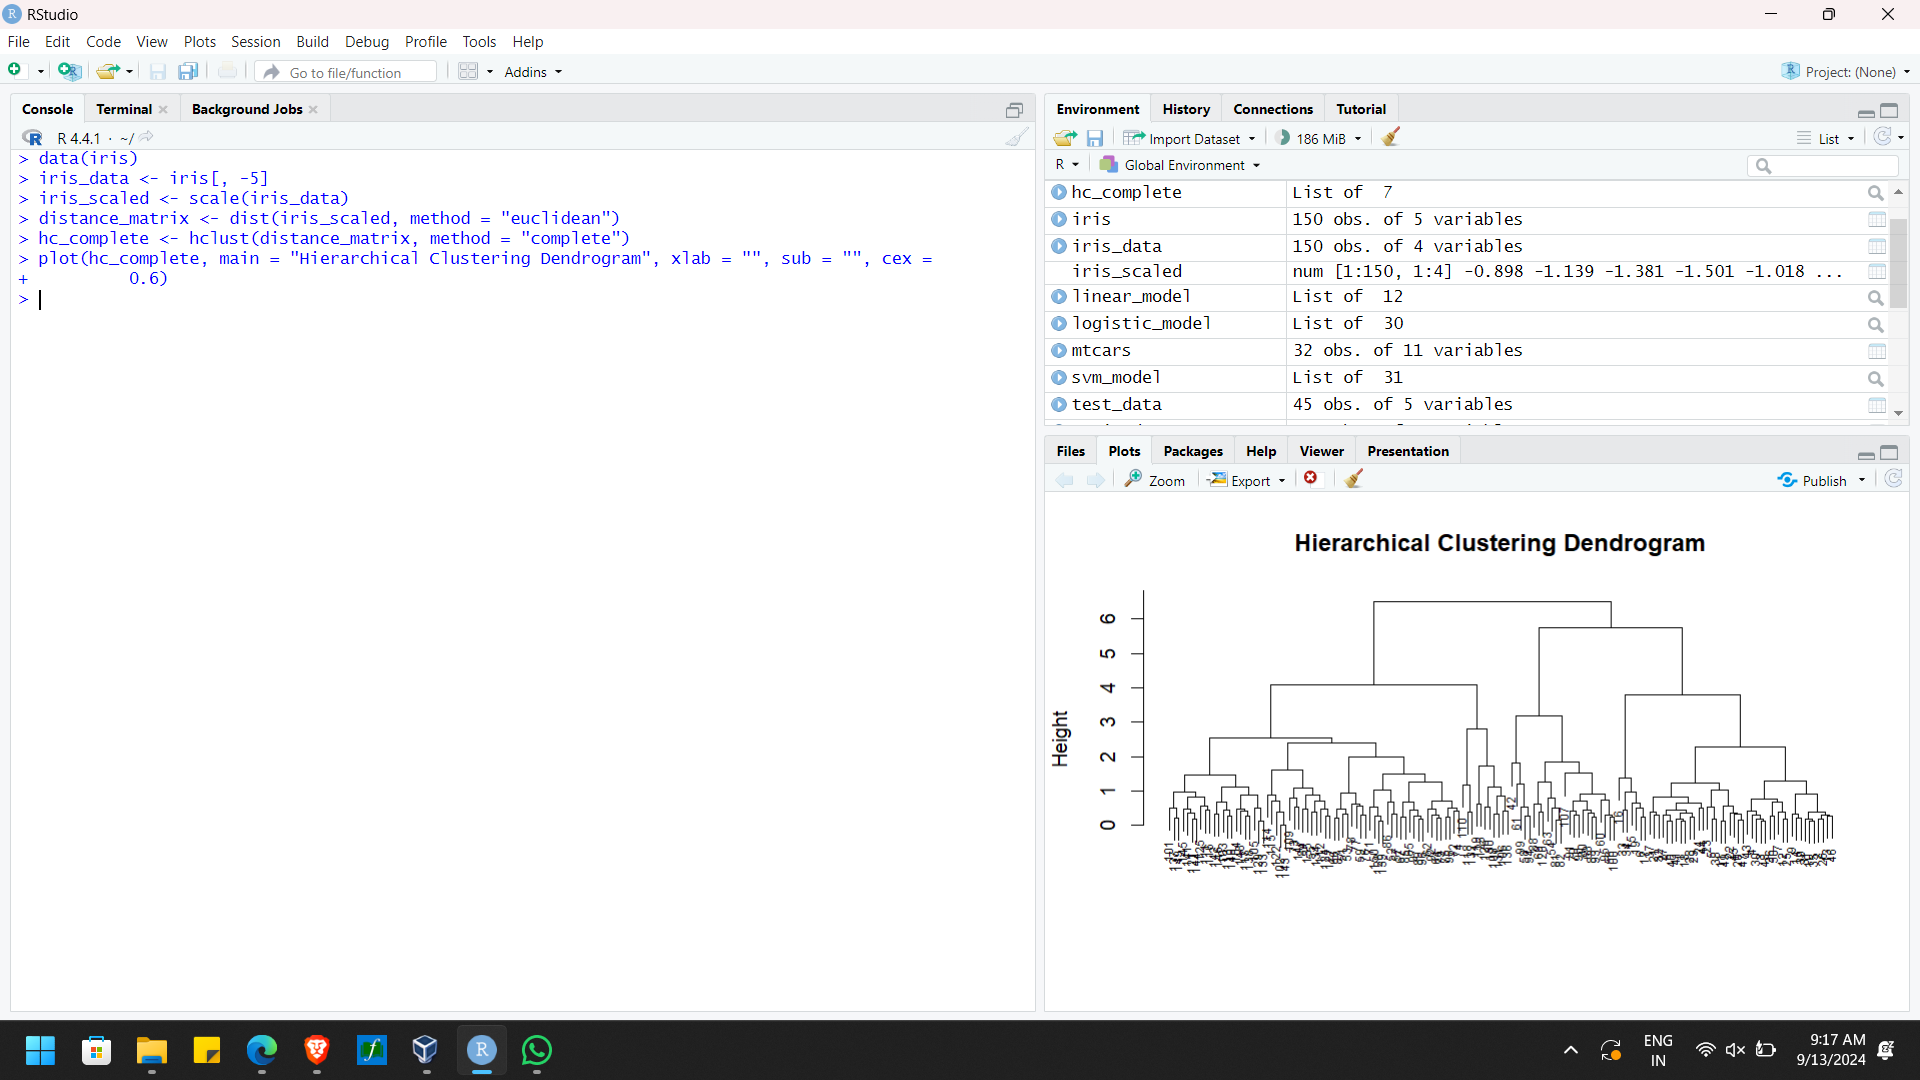 RStudio
File Edit Code View Plots Session Build Debug Profile Tools Help
Go to file/function
Addins
Project: (None)
Console Terminal Background Jobs
R 4.4.1 · ~/
> data(iris)
> iris_data <- iris[, -5]
> iris_scaled <- scale(iris_data)
> distance_matrix <- dist(iris_scaled, method = "euclidean")
> hc_complete <- hclust(distance_matrix, method = "complete")
> plot(hc_complete, main = "Hierarchical Clustering Dendrogram", xlab = "", sub = "", cex =
+ 0.6)
>
Environment History Connections Tutorial
Import Dataset 186 MiB List
R Global Environment
hc_complete List of 7
iris 150 obs. of 5 variables
iris_data 150 obs. of 4 variables
iris_scaled num [1:150, 1:4] -0.898 -1.139 -1.381 -1.501 -1.018 ...
linear_model List of 12
logistic_model List of 30
mtcars 32 obs. of 11 variables
svm_model List of 31
test_data 45 obs. of 5 variables
Files Plots Packages Help Viewer Presentation
Zoom Export Publish
Hierarchical Clustering Dendrogram
Height
6
5
4
3
2
1
0
42
61
107
16
110
ENG
IN
9:17 AM
9/13/2024